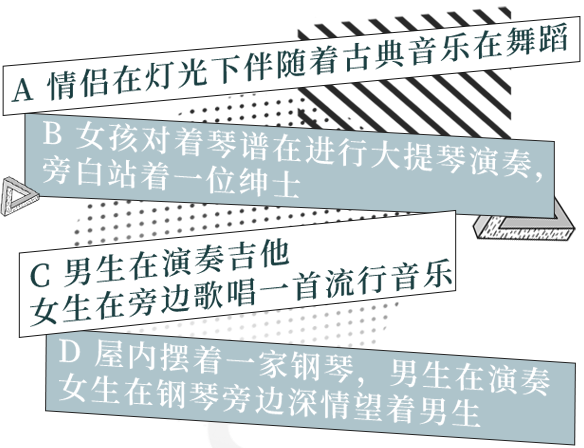 A 情侣在灯光下伴随着古典音乐在舞蹈
B 女孩对着琴谱在进行大提琴演奏，
旁白站着一位绅士
C 男生在演奏吉他
女生在旁边歌唱一首流行音乐
D 屋内摆着一家钢琴，男生在演奏
女生在钢琴旁边深情望着男生